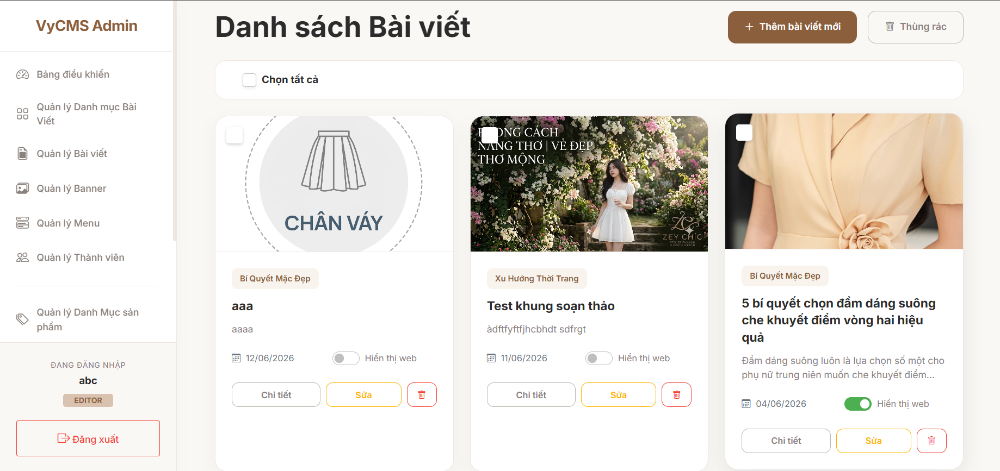 VyCMS Admin
Bảng điều khiển
Quản lý Danh mục Bài
Viết
Quản lý Bài viết
Quản lý Banner
Quản lý Menu
Quản lý Thành viên
Quản lý Danh Mục sản
phẩm
ĐANG ĐĂNG NHẬP
abc
EDITOR
Đăng xuất
Danh sách Bài viết
Thêm bài viết mới
Thùng rác
Chọn tất cả
CHÂN VÁY
Bí Quyết Mặc Đẹp
aaa
aaaa
12/06/2026
Hiển thị web
Chi tiết
Sửa
CÁCH
NÀNG THƠ | VẺ ĐẸP
THƠ MỘNG
ZEY CHÍC
ATELIER FASHION
Xu Hướng Thời Trang
Test khung soạn thảo
àdftfyftfjhcbhdt sdfrgt
11/06/2026
Hiển thị web
Chi tiết
Sửa
Bí Quyết Mặc Đẹp
5 bí quyết chọn đầm dáng suông
che khuyết điểm vòng hai hiệu
quả
Đầm dáng suông luôn là lựa chọn số một cho
phụ nữ trung niên muốn che khuyết điểm...
04/06/2026
Hiển thị web
Chi tiết
Sửa